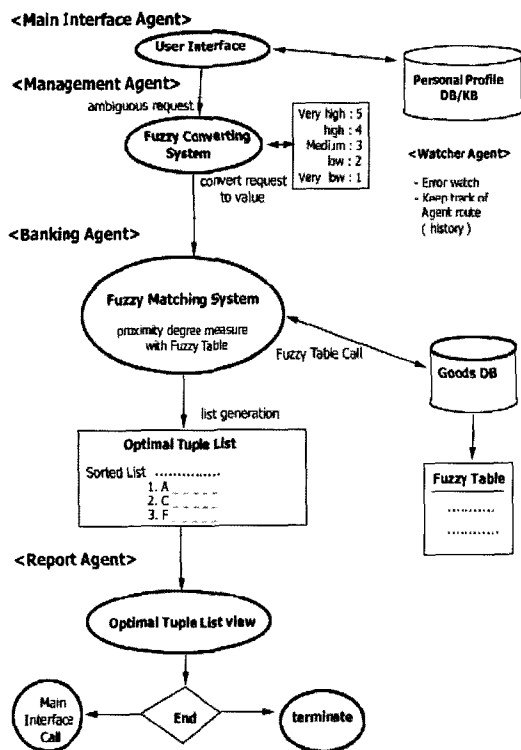 <Main Interface Agent>
User Interface
Personal Profile
DB/KB
<Management Agent>
ambiguous request
Fuzzy Converting
System
Very high : 5
high : 4
Medium : 3
low : 2
Very low : 1
<Watcher Agent>
- Error watch
- Keep track of
Agent route
( history )
convert request
to value
<Banking Agent>
Fuzzy Matching System
proximity degree measure
with Fuzzy Table
Fuzzy Table Call
Goods DB
list generation
Optimal Tuple List
Sorted List ...............
1. A _ _ _ _ _ _
2. C _ _ _ _ _ _
3. F _ _ _ _ _ _
Fuzzy Table
...........
............
<Report Agent>
Optimal Tuple List view
Main
Interface
Call
End
terminate